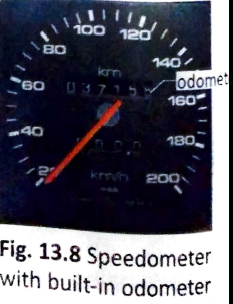 100 120
80 140
km odomet
60 160
40 180
km/h 200
Fig. 13.8 Speedometer
with built-in odometer